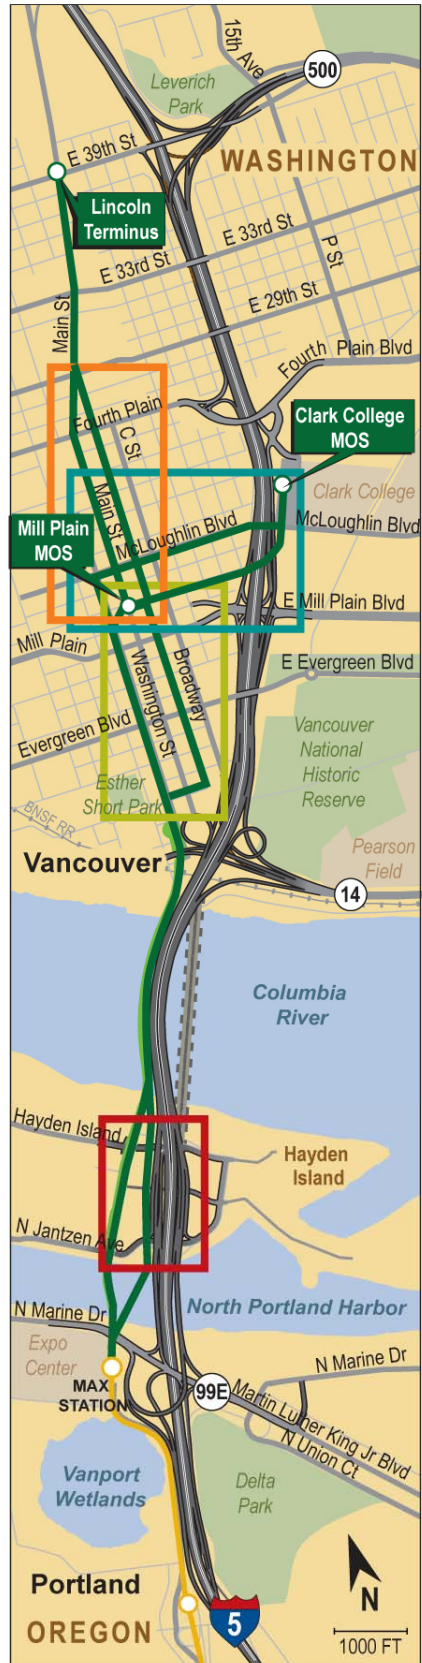 15th Ave
500
Leverich
Park
E 39th St
WASHINGTON
Lincoln
Terminus
E 33rd St
P St
E 33rd St
E 29th St
Main St
Fourth Plain Blvd
Fourth Plain
C St
Clark College
MOS
Main St
Clark College
Mill Plain
MOS
McLoughlin Blvd
McLoughlin Blvd
E Mill Plain Blvd
Mill Plain
E Evergreen Blvd
Washington St
Broadway
Evergreen Blvd
Vancouver
National
Historic
Reserve
Esther
Short Park
BNSF RR
Vancouver
Pearson
Field
14
Columbia
River
Hayden Island
Hayden
Island
N Jantzen Ave
North Portland Harbor
N Marine Dr
Expo
Center
N Marine Dr
MAX
STATION
99E
Martin Luther King Jr Blvd
N Union Ct
Vanport
Wetlands
Delta
Park
Portland
N
OREGON
5
1000 FT